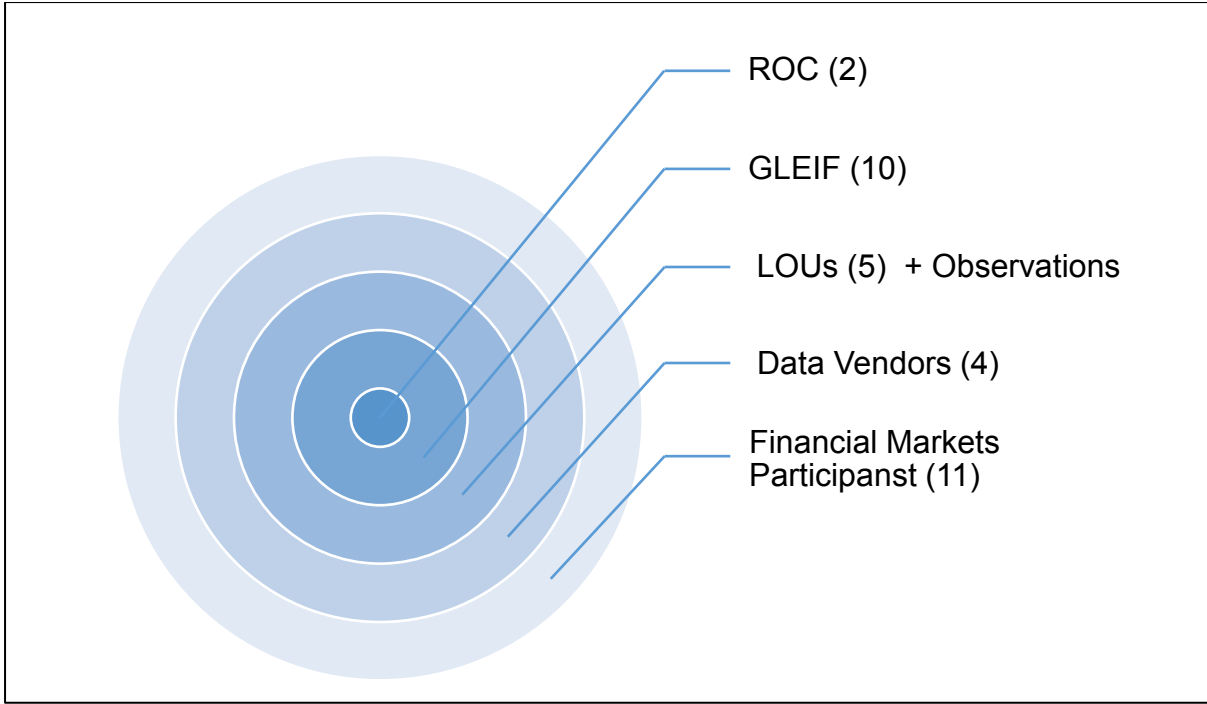 ROC (2)
GLEIF (10)
LOUs (5)  + Observations
Data Vendors (4)
Financial Markets
Participanst (11)